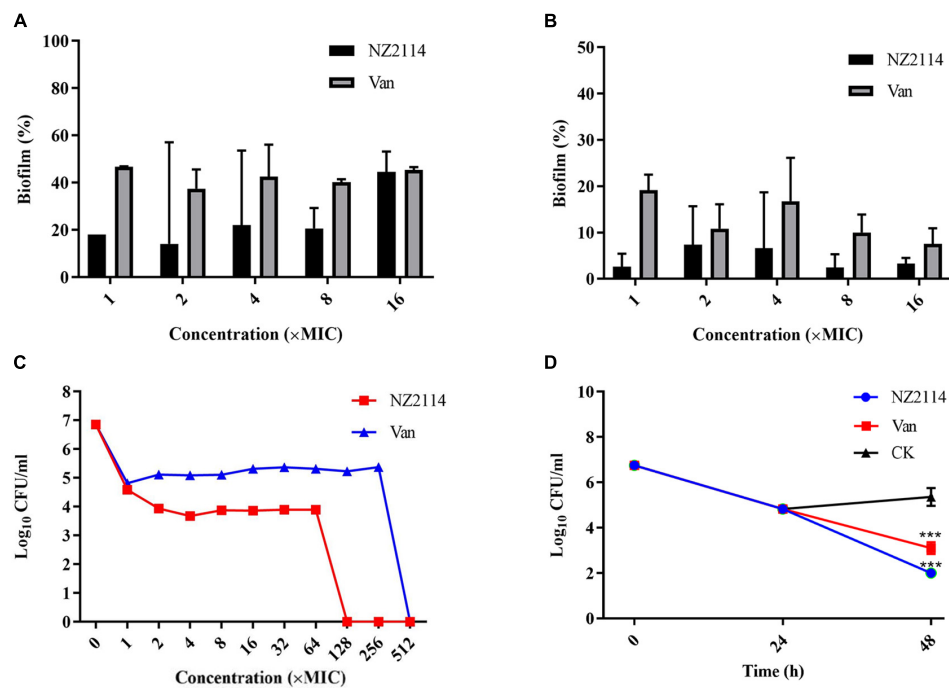 A
Biofilm (%)
100
80
60
40
20
0
NZ2114
Van
1
2
4
8
16
Concentration (×MIC)
B
Biofilm (%)
50
40
30
20
10
0
NZ2114
Van
1
2
4
8
16
Concentration (×MIC)
C
Log10 CFU/ml
8
7
6
5
4
3
2
1
0
NZ2114
Van
0
1
2
4
8
16
32
64
128
256
512
Concentration (×MIC)
D
Log10 CFU/ml
10
8
6
4
2
0
NZ2114
Van
CK
***
***
0
24
48
Time (h)